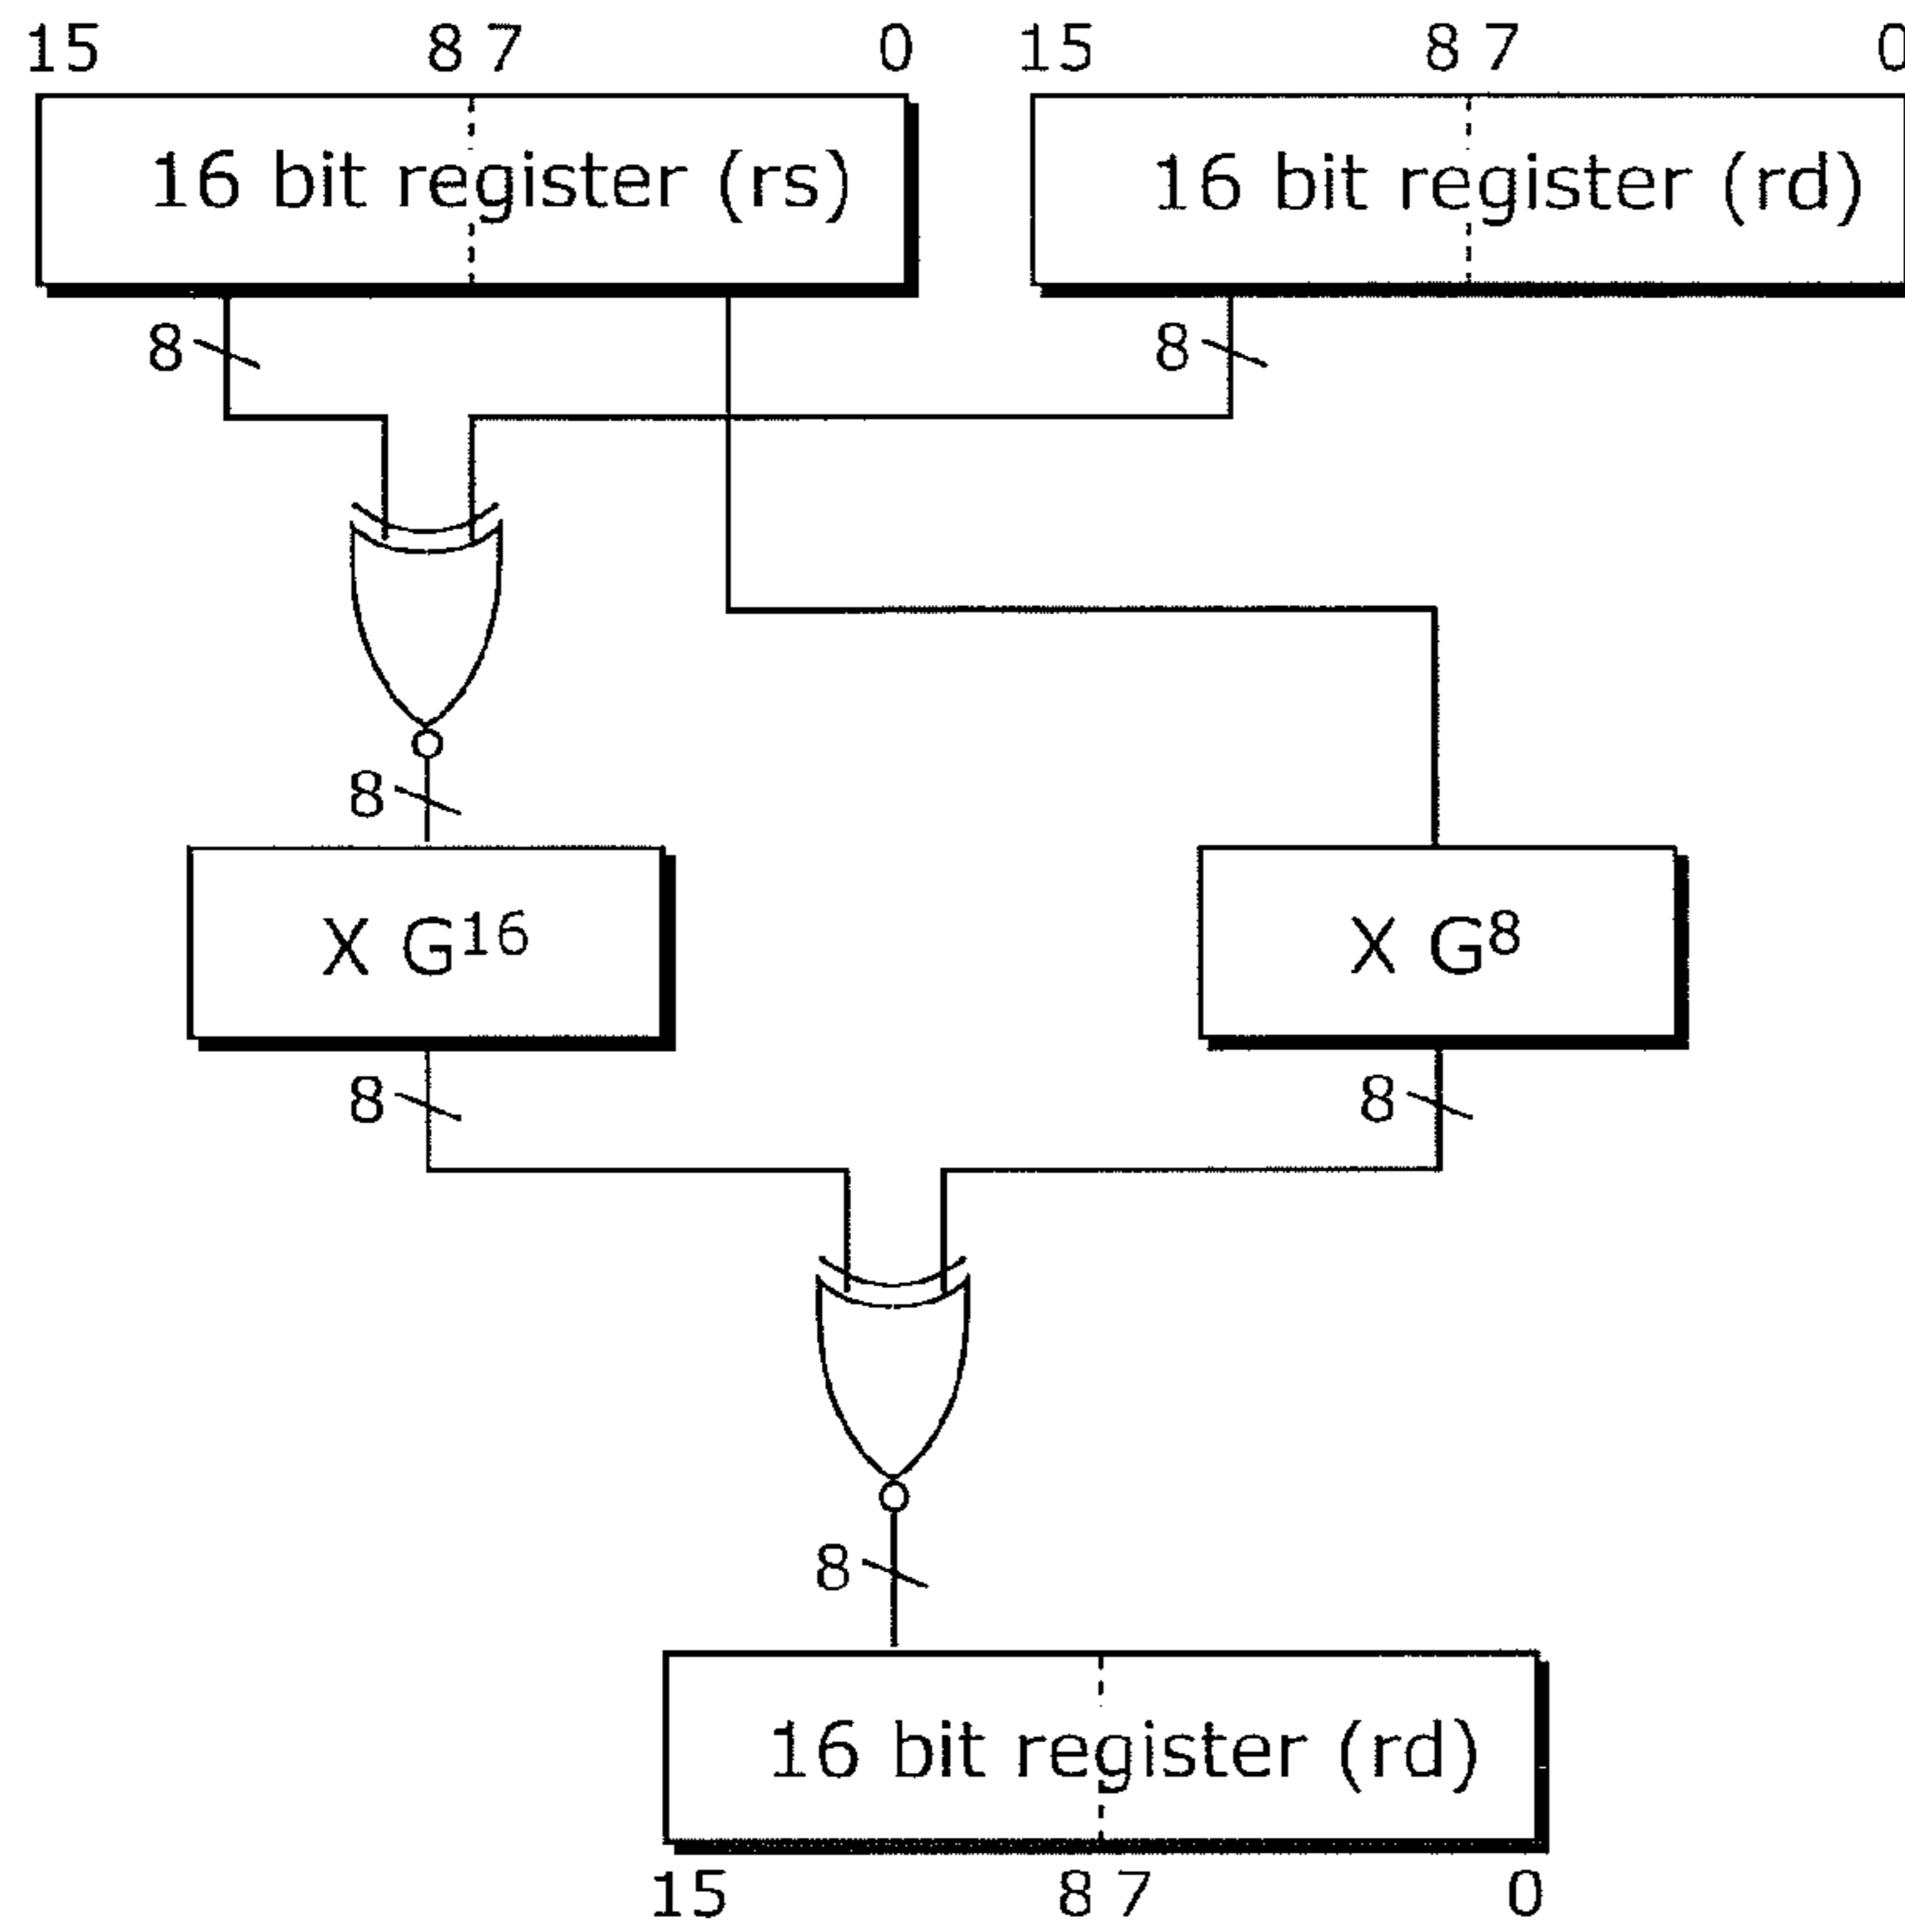 15 8 7 0 15 8 7 0
16 bit register (rs) 16 bit register (rd)
8 8
8
X G16 X G8
8 8
8
16 bit register (rd)
15 8 7 0